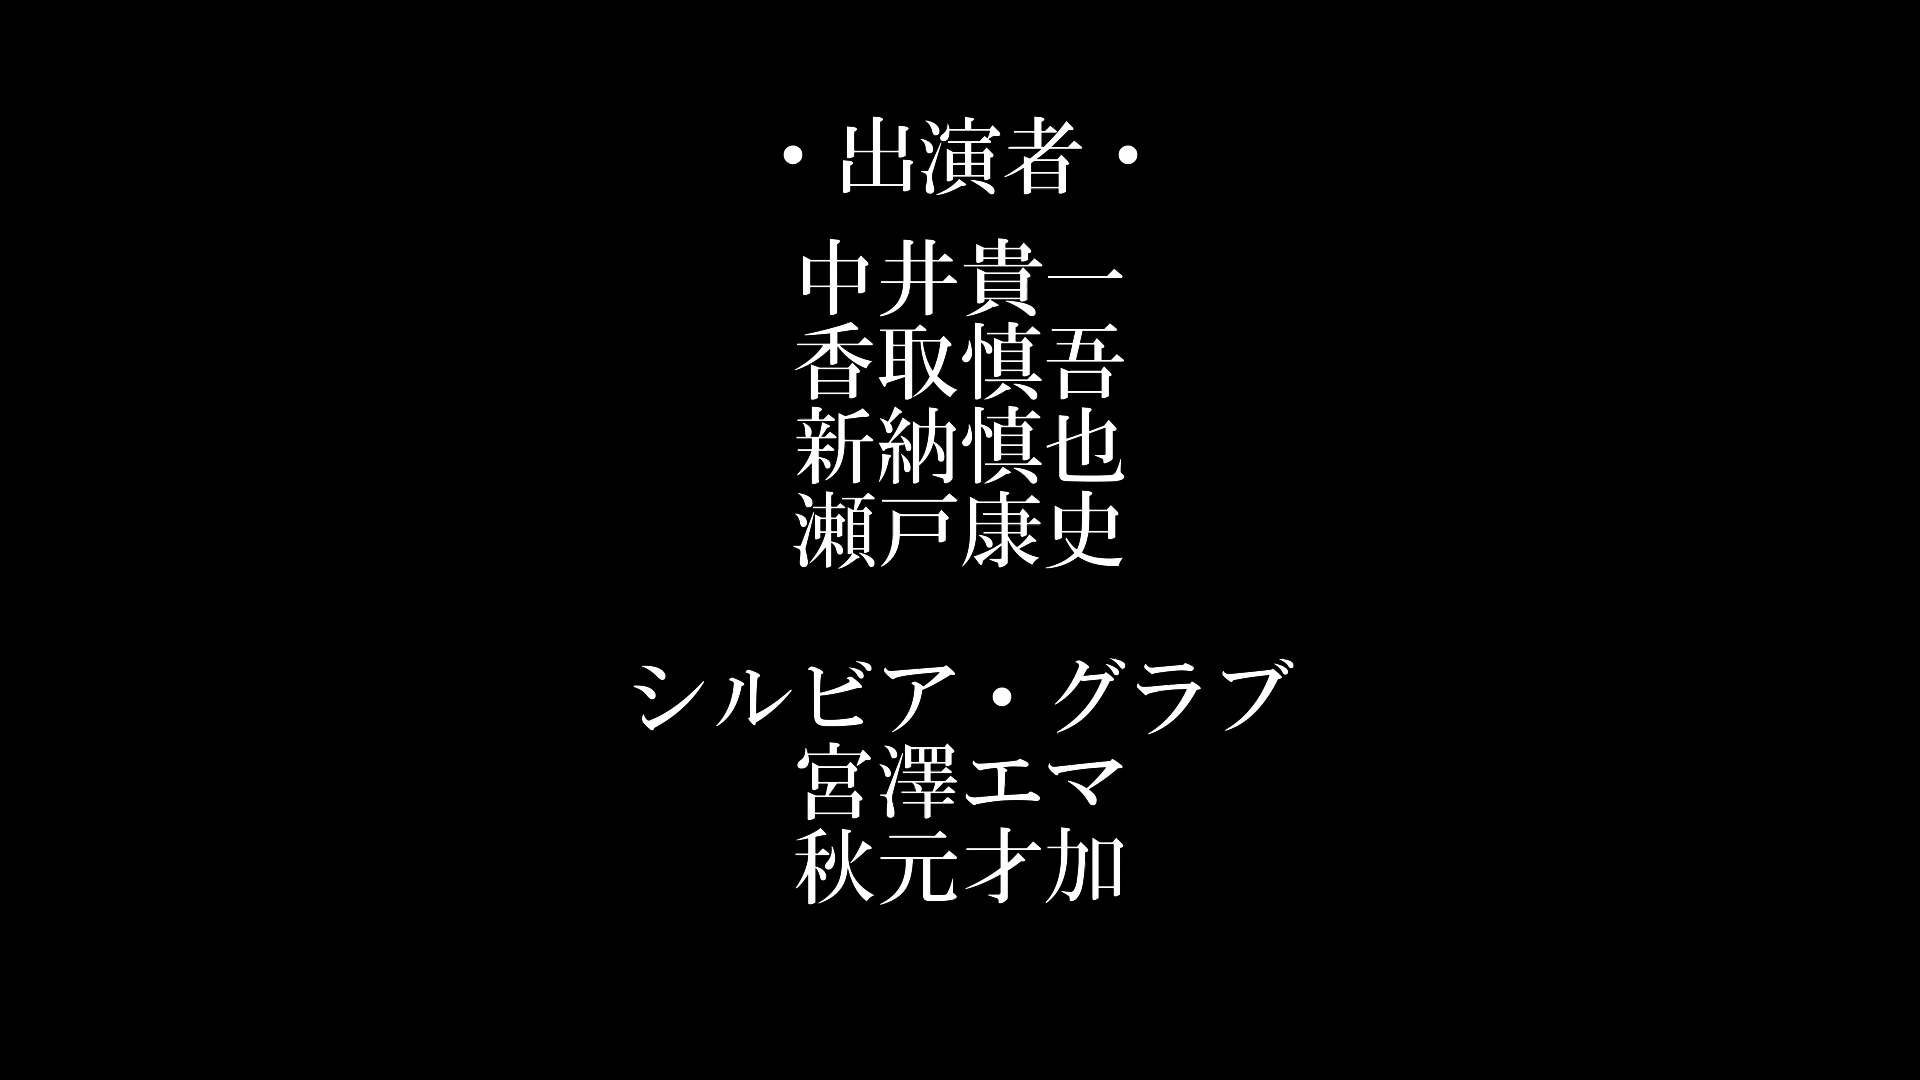 ・出演者・
中井貴一
香取慎吾
新納慎也
瀬戸康史
シルビア・グラブ
宮澤エマ
秋元才加